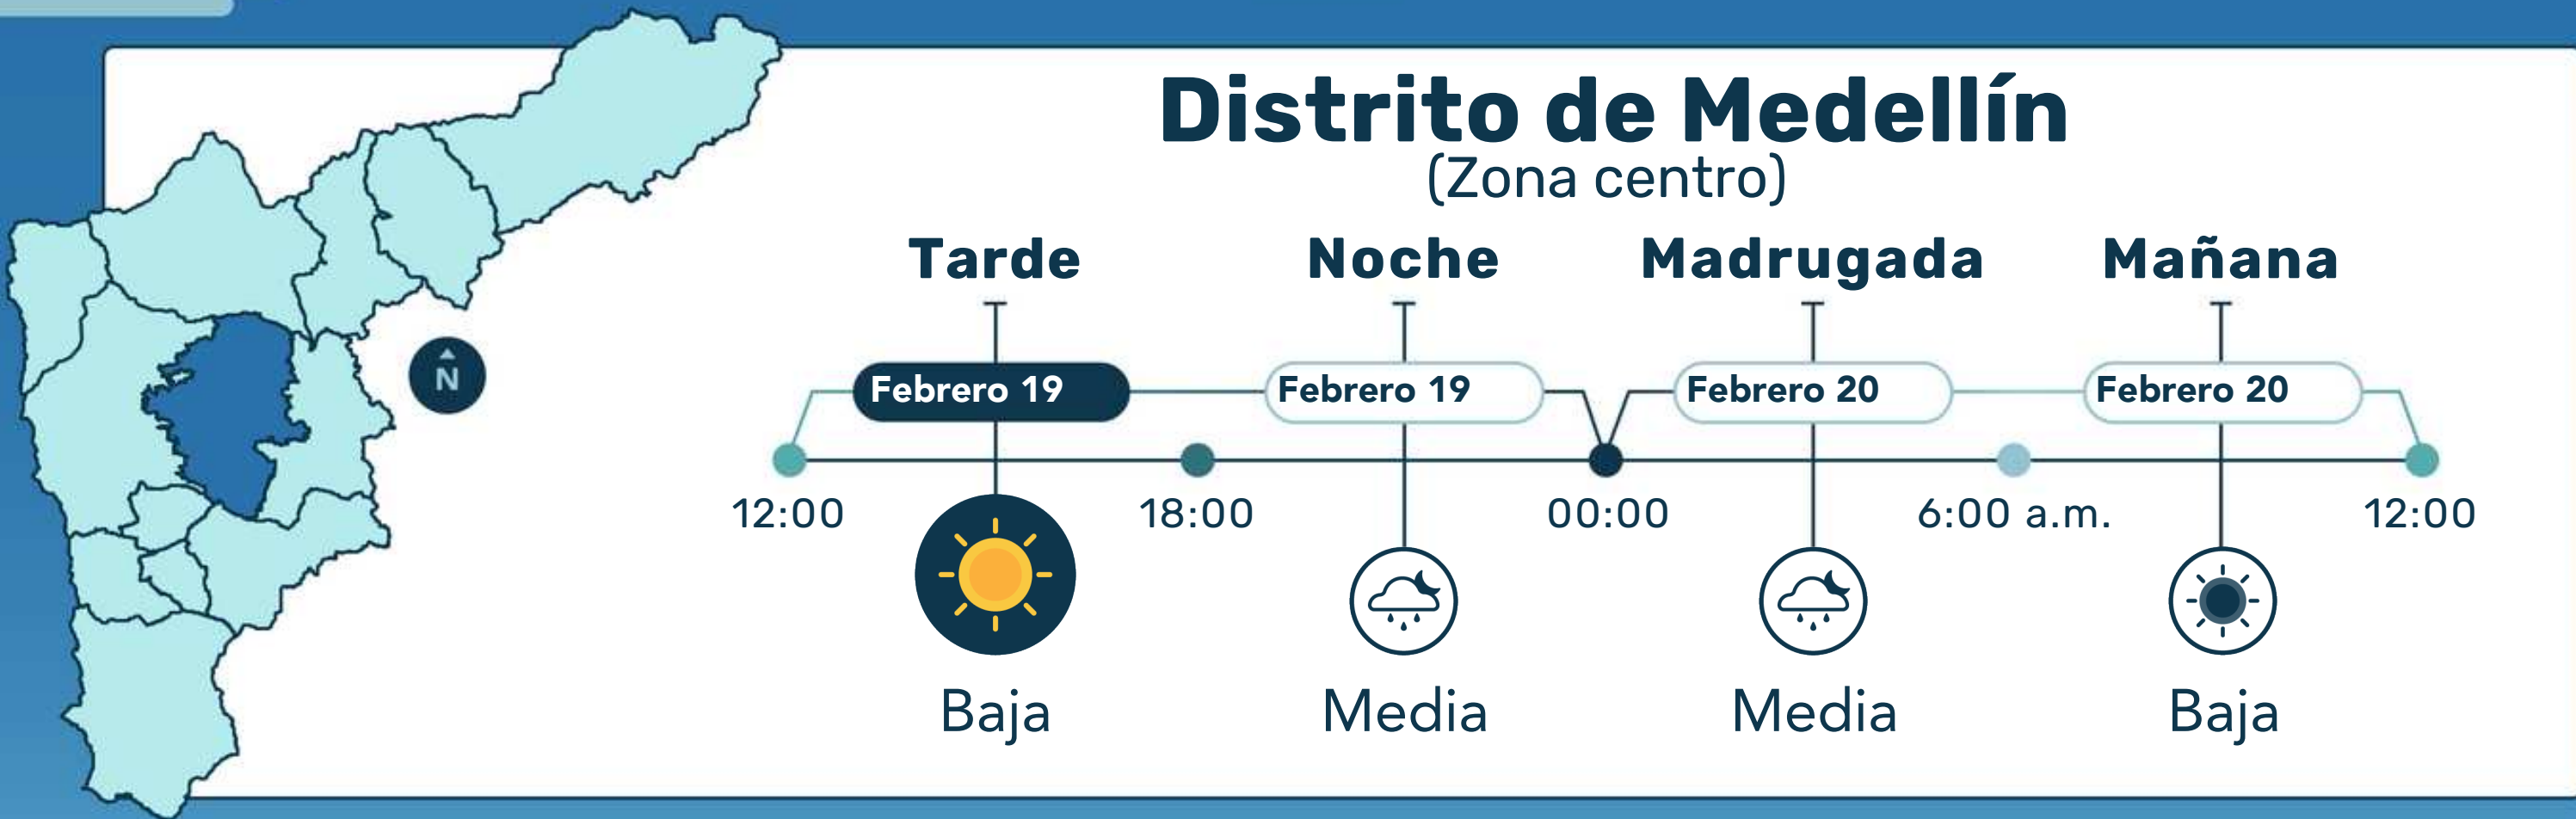 Distrito de Medellín
(Zona centro)
Tarde Noche Madrugada Mañana
Febrero 19 Febrero 19 Febrero 20 Febrero 20
N
12:00 18:00 00:00 6:00 a.m. 12:00
Baja Media Media Baja